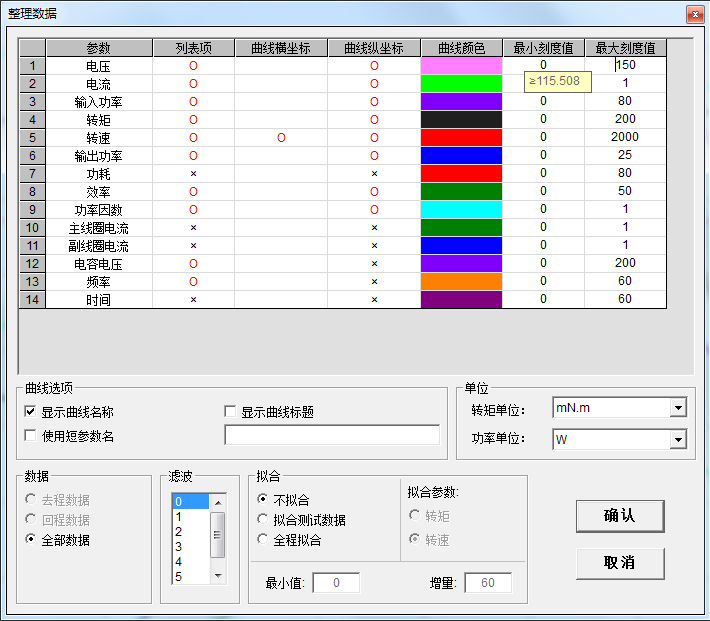 整理数据
参数 列表项 曲线横坐标 曲线纵坐标 曲线颜色 最小刻度值 最大刻度值
1 电压 O O 0 150
≥115.508
2 电流 O O 1
3 输入功率 O O 0 80
4 转矩 O O 0 200
5 转速 O O O 0 2000
6 输出功率 O O 0 25
7 功耗 × × 0 80
8 效率 O O 0 50
9 功率因数 O O 0 1
10 主线圈电流 × × 0 1
11 副线圈电流 × × 0 1
12 电容电压 O × 0 200
13 频率 O × 0 60
14 时间 × × 0 60
曲线选项
显示曲线名称 显示曲线标题
使用短参数名
单位
转矩单位: mN.m
功率单位: W
数据
去程数据
回程数据
全部数据
滤波
0
1
2
3
4
5
拟合
不拟合
拟合测试数据
全程拟合
拟合参数:
转矩
转速
最小值: 0 增量: 60
确认
取消